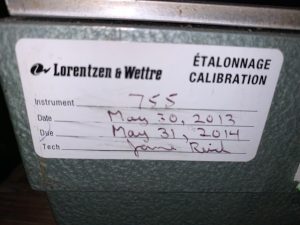 ÉTALONNAGE
Lorentzen & Wettre CALIBRATION
Instrument 755
Date May 30, 2013
Due May 31, 2014
Tech